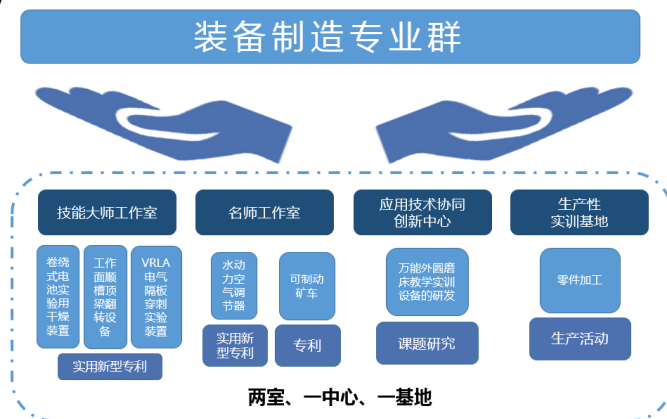 装备制造专业群
技能大师工作室
名师工作室
应用技术协同
创新中心
生产性
实训基地
卷绕
式电
池实
验用
干燥
装置
工作
面顺
槽顶
梁翻
转设
备
VRLA
电气
隔板
穿刺
实验
装置
实用新型专利
水动
力空
气调
节器
可制动
矿车
实用新
型专利
专利
万能外圆磨
床教学实训
设备的研发
课题研究
零件加工
生产活动
两室、一中心、一基地